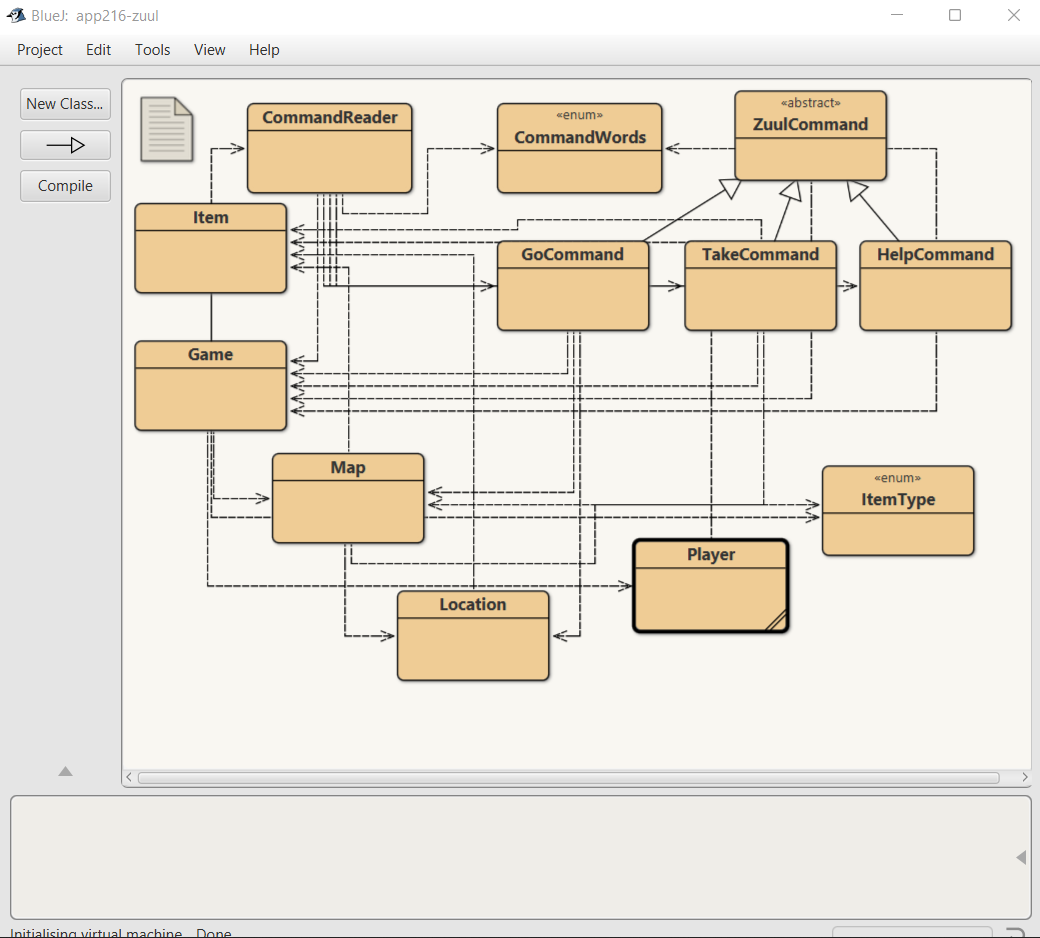 BlueJ: app216-zuul
Project Edit Tools View Help
New Class...
Compile
CommandReader
«enum»
CommandWords
«abstract»
ZuulCommand
Item
GoCommand
TakeCommand
HelpCommand
Game
Map
«enum»
ItemType
Player
Location
Initialising virtual machine... Done.